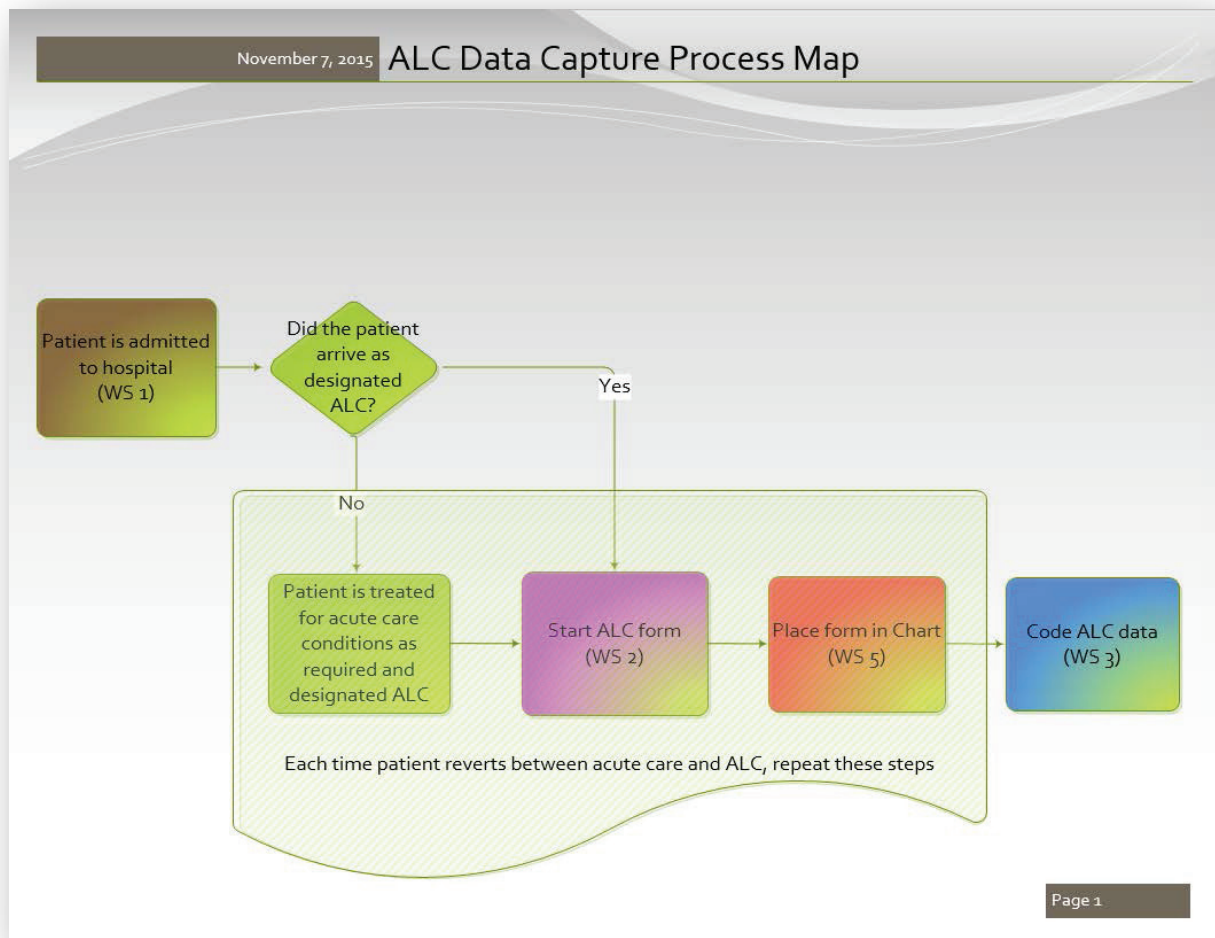 November 7, 2015
ALC Data Capture Process Map
Patient is admitted
to hospital
(WS 1)
Did the patient
arrive as
designated
ALC?
Yes
No
Patient is treated
for acute care
conditions as
required and
designated ALC
Start ALC form
(WS 2)
Place form in Chart
(WS 5)
Code ALC data
(WS 3)
Each time patient reverts between acute care and ALC, repeat these steps
Page 1